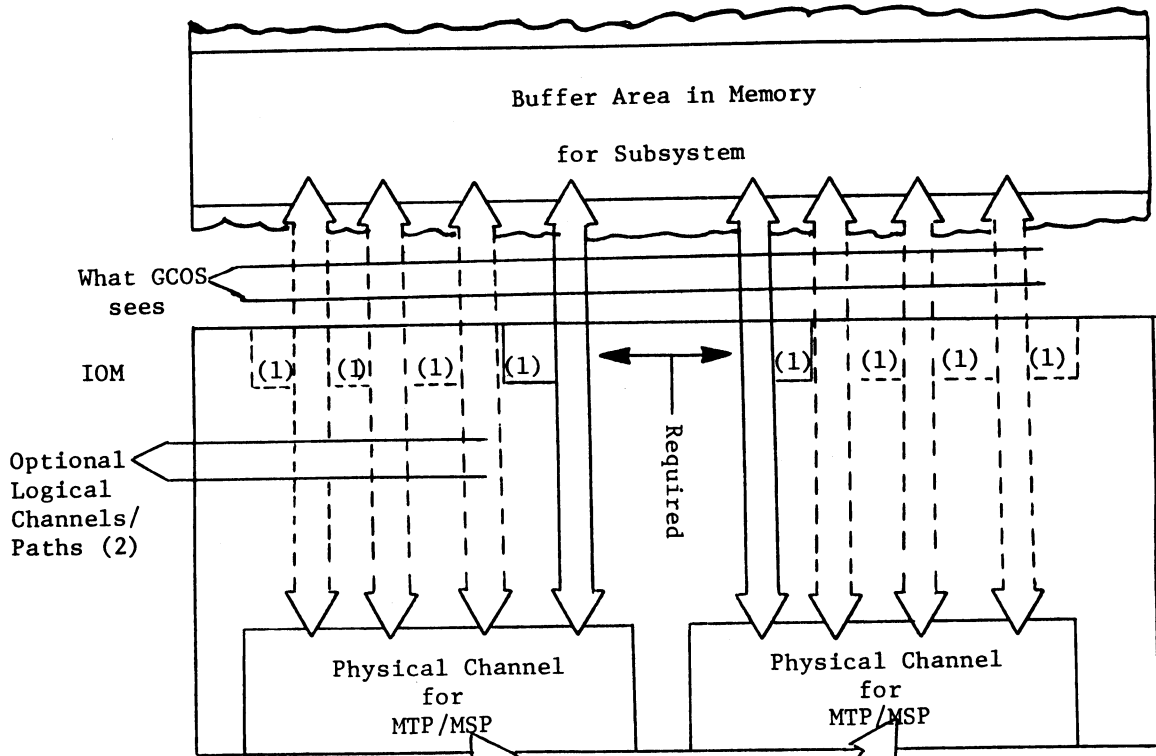 Buffer Area in Memory
for Subsystem
What GCOS
sees
IOM
(1) (1) (1) (1) (1) (1) (1) (1)
Required
Optional
Logical
Channels/
Paths (2)
Physical Channel
for
MTP/MSP
Physical Channel
for
MTP/MSP